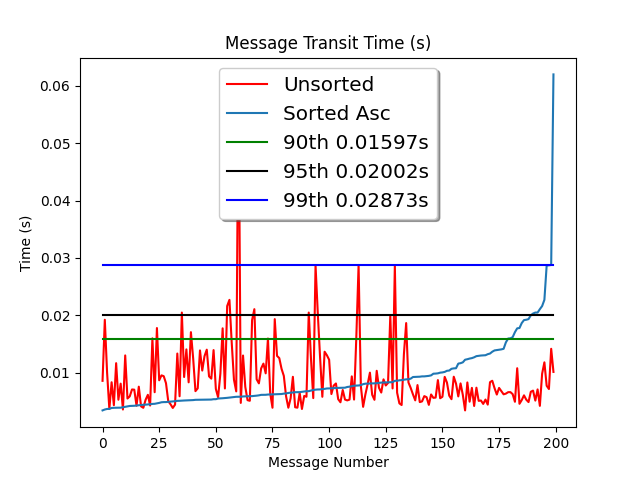 Message Transit Time (s)
Unsorted
Sorted Asc
90th 0.01597s
95th 0.02002s
99th 0.02873s
0.06
0.05
0.04
0.03
0.02
0.01
Time (s)
0 25 50 75 100 125 150 175 200
Message Number